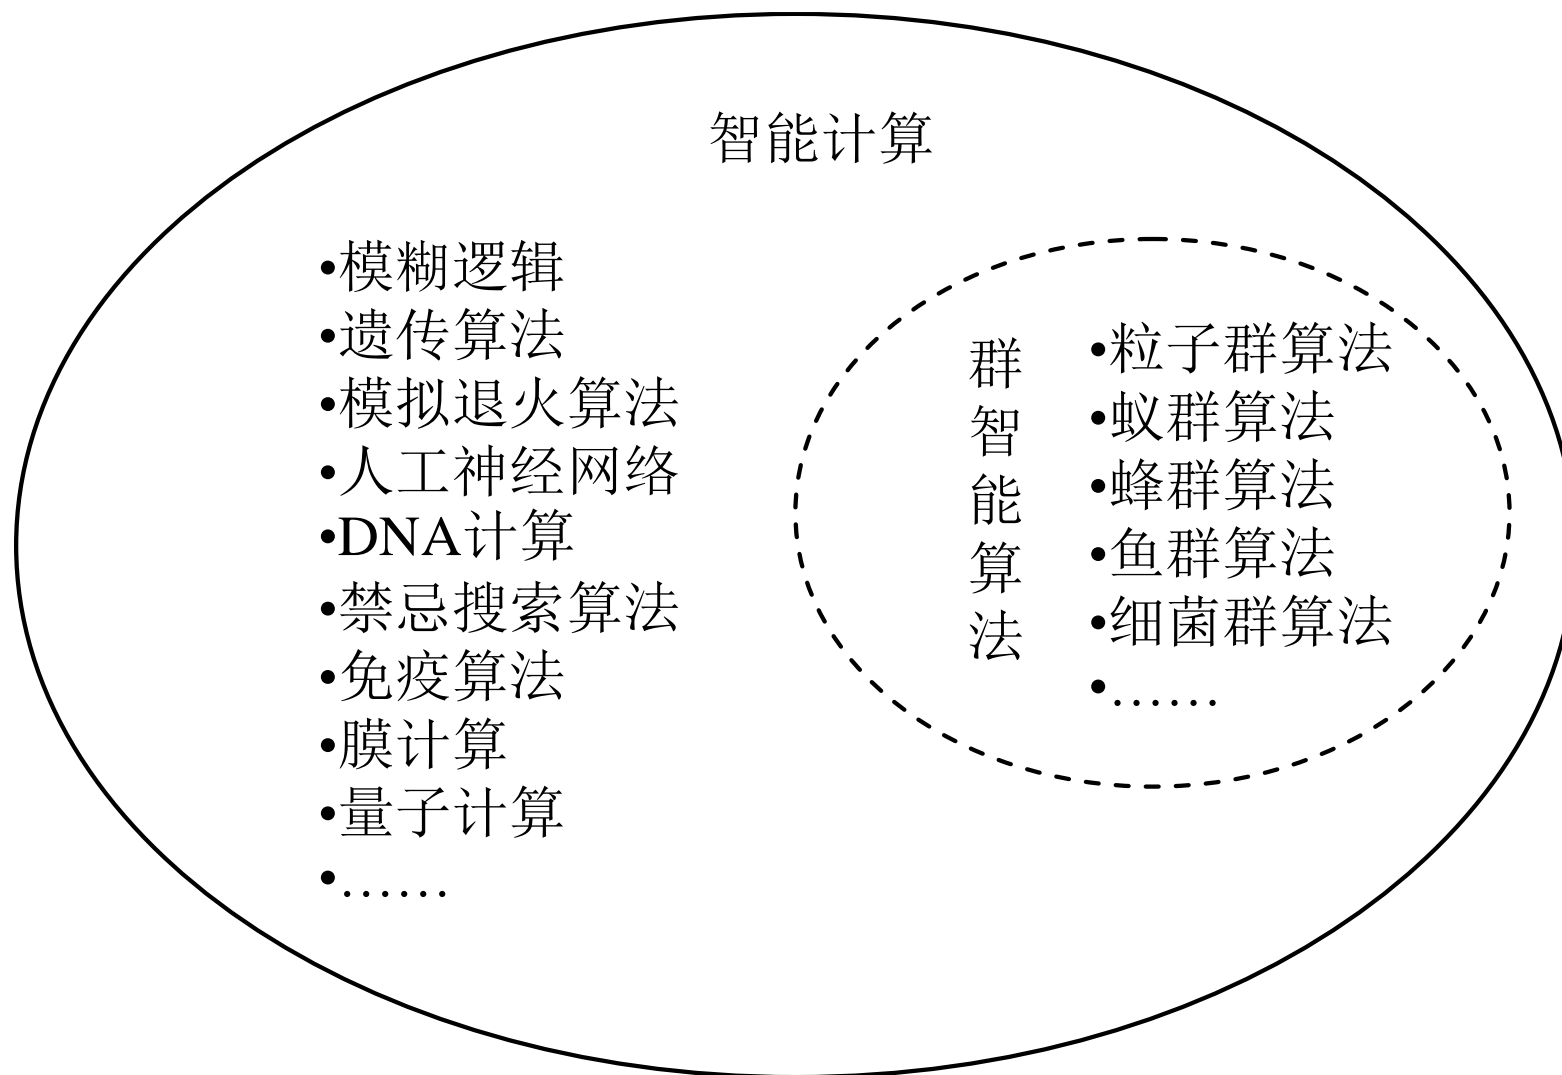 智能计算
•模糊逻辑
•遗传算法
•模拟退火算法
•人工神经网络
•DNA计算
•禁忌搜索算法
•免疫算法
•膜计算
•量子计算
•……
群
智
能
算
法
•粒子群算法
•蚁群算法
•蜂群算法
•鱼群算法
•细菌群算法
•……